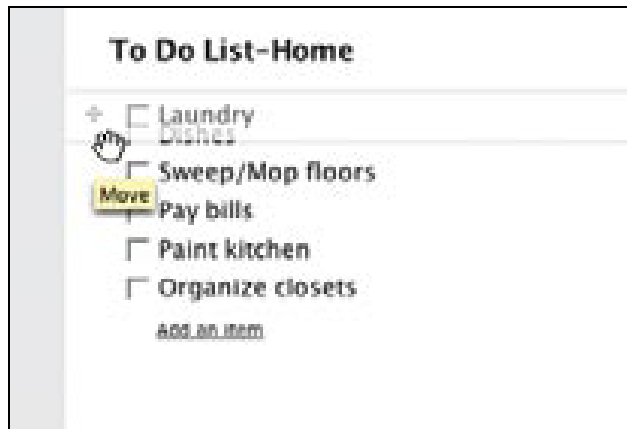 To Do List-Home
Laundry
Dishes
Sweep/Mop floors
Move
Pay bills
Paint kitchen
Organize closets
Add an item